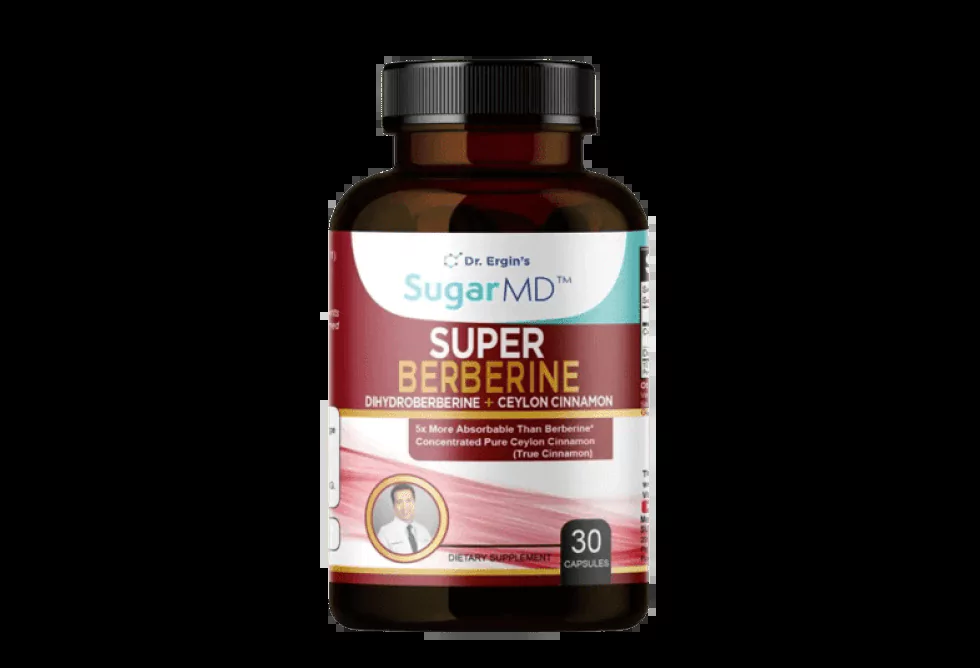 Dr. Ergin's
SugarMD™
SUPER
BERBERINE
DIHYDROBERBERINE + CEYLON CINNAMON
5x More Absorbable Than Berberine*
Concentrated Pure Ceylon Cinnamon
(True Cinnamon)
DIETARY SUPPLEMENT
30
CAPSULES